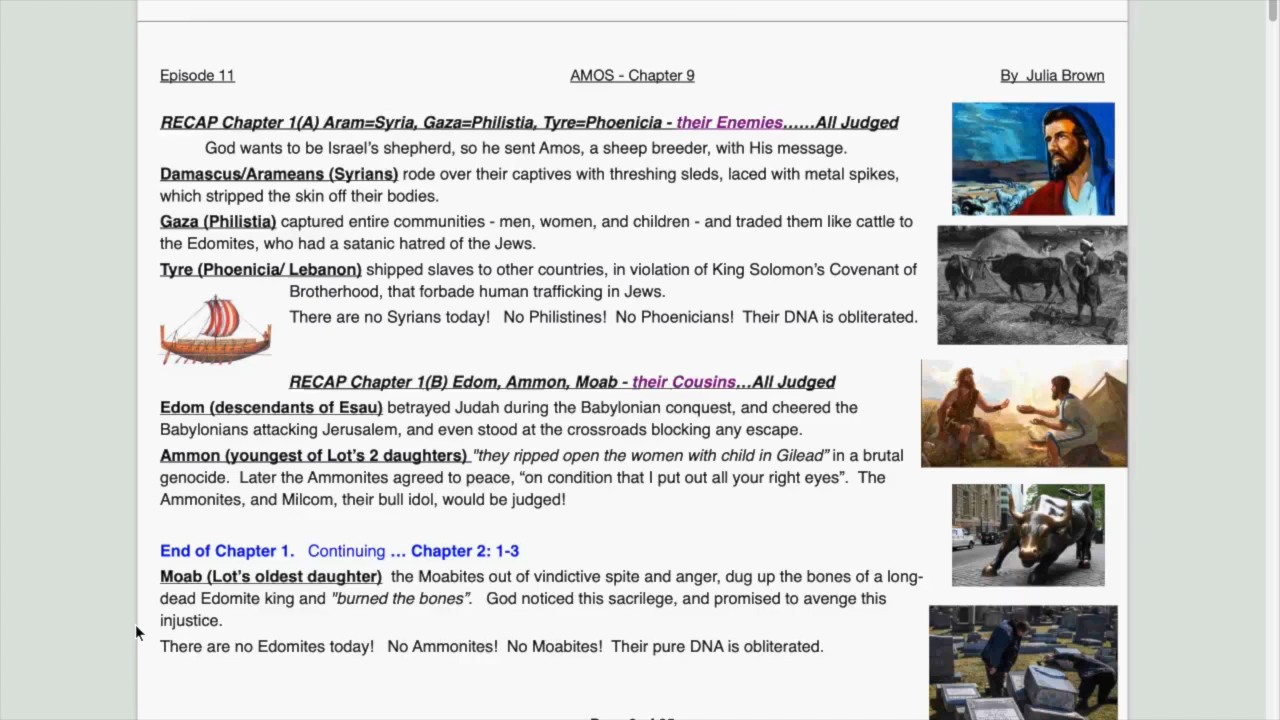 Episode 11 AMOS - Chapter 9 By Julia Brown
RECAP Chapter 1(A) Aram=Syria, Gaza=Philistia, Tyre=Phoenicia - their Enemies......All Judged
God wants to be Israel's shepherd, so he sent Amos, a sheep breeder, with His message.
Damascus/Arameans (Syrians) rode over their captives with threshing sleds, laced with metal spikes,
which stripped the skin off their bodies.
Gaza (Philistia) captured entire communities - men, women, and children - and traded them like cattle to
the Edomites, who had a satanic hatred of the Jews.
Tyre (Phoenicia/ Lebanon) shipped slaves to other countries, in violation of King Solomon's Covenant of
Brotherhood, that forbade human trafficking in Jews.
There are no Syrians today! No Philistines! No Phoenicians! Their DNA is obliterated.
RECAP Chapter 1(B) Edom, Ammon, Moab - their Cousins...All Judged
Edom (descendants of Esau) betrayed Judah during the Babylonian conquest, and cheered the
Babylonians attacking Jerusalem, and even stood at the crossroads blocking any escape.
Ammon (youngest of Lot's 2 daughters) "they ripped open the women with child in Gilead" in a brutal
genocide. Later the Ammonites agreed to peace, "on condition that I put out all your right eyes". The
Ammonites, and Milcom, their bull idol, would be judged!
End of Chapter 1. Continuing ... Chapter 2: 1-3
Moab (Lot's oldest daughter) the Moabites out of vindictive spite and anger, dug up the bones of a long-
dead Edomite king and "burned the bones". God noticed this sacrilege, and promised to avenge this
injustice.
There are no Edomites today! No Ammonites! No Moabites! Their pure DNA is obliterated.